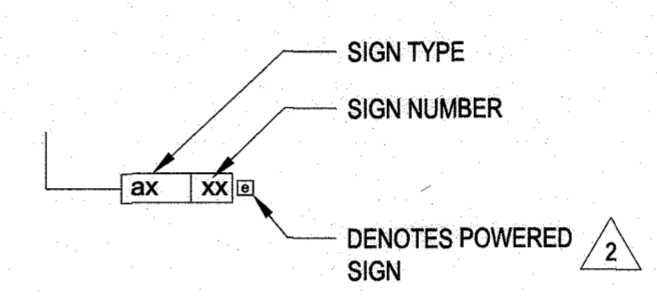 SIGN TYPE
SIGN NUMBER
ax xx e
DENOTES POWERED
SIGN
2